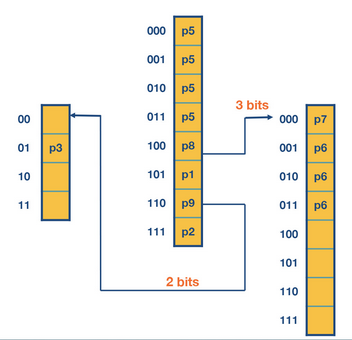 000 p5
001 p5
010 p5
011 p5
100 p8
101 p1
110 p9
111 p2
00
01 p3
10
11
3 bits
2 bits
000 p7
001 p6
010 p6
011 p6
100
101
110
111